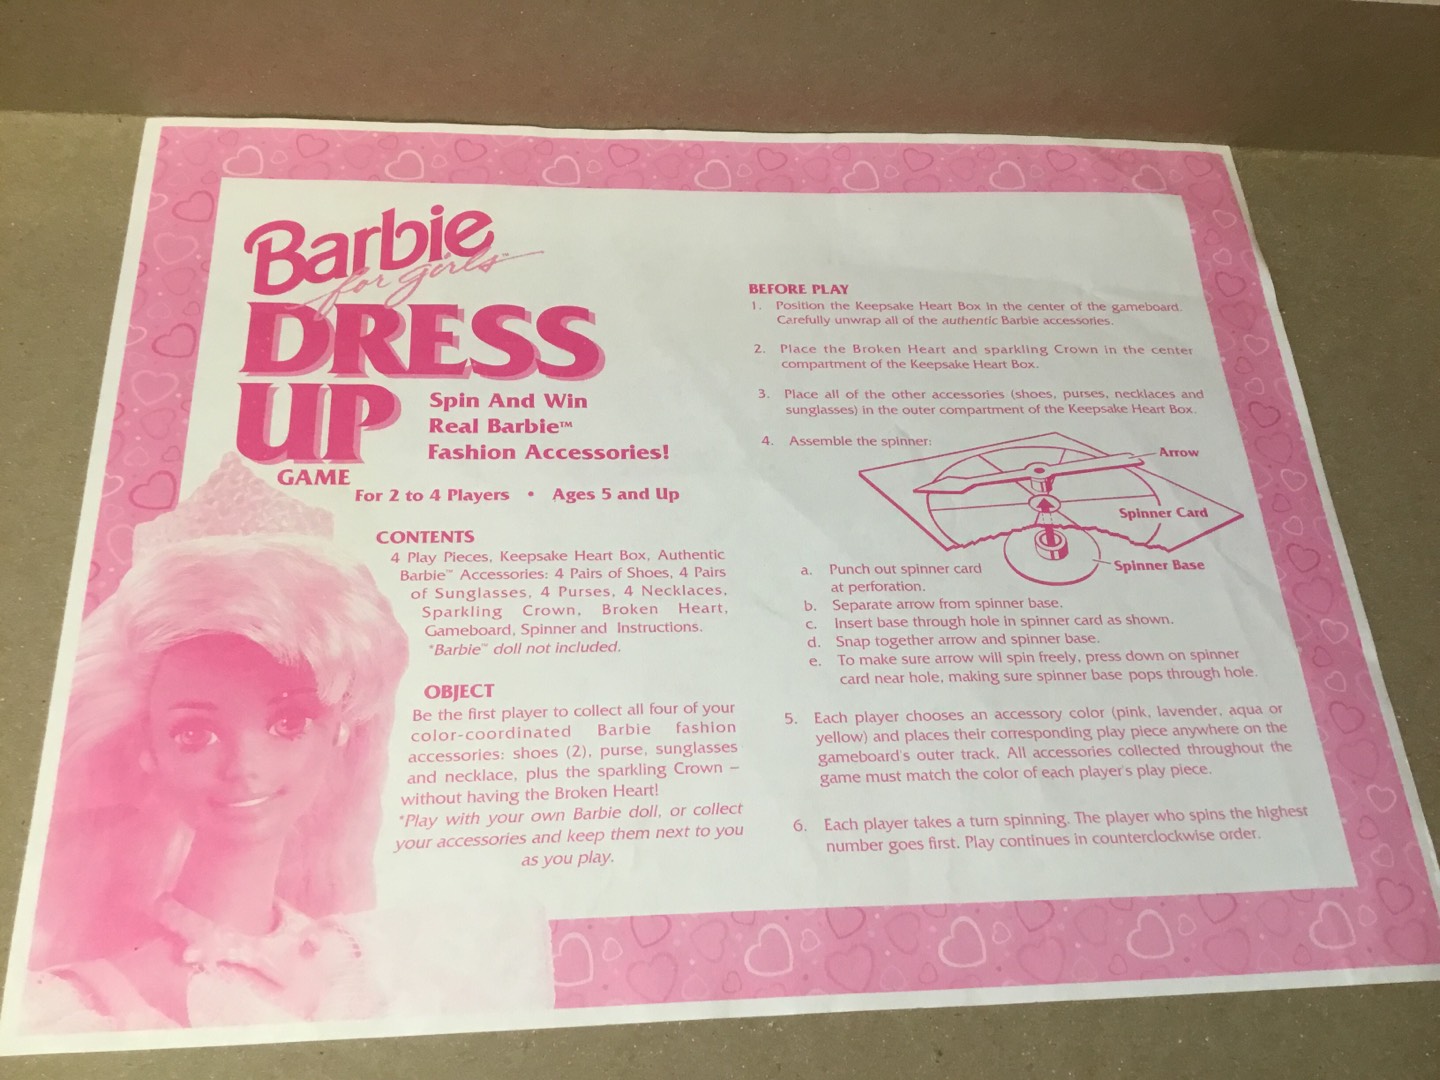 Barbie™
for girls
DRESS
UP
GAME
Spin And Win
Real Barbie™
Fashion Accessories!
For 2 to 4 Players • Ages 5 and Up
CONTENTS
4 Play Pieces, Keepsake Heart Box, Authentic
Barbie™ Accessories: 4 Pairs of Shoes, 4 Pairs
of Sunglasses, 4 Purses, 4 Necklaces,
Sparkling Crown, Broken Heart,
Gameboard, Spinner and Instructions.
*Barbie™ doll not included.
OBJECT
Be the first player to collect all four of your
color-coordinated Barbie fashion
accessories: shoes (2), purse, sunglasses
and necklace, plus the sparkling Crown –
without having the Broken Heart!
*Play with your own Barbie doll, or collect
your accessories and keep them next to you
as you play.
BEFORE PLAY
1. Position the Keepsake Heart Box in the center of the gameboard.
Carefully unwrap all of the authentic Barbie accessories.
2. Place the Broken Heart and sparkling Crown in the center
compartment of the Keepsake Heart Box.
3. Place all of the other accessories (shoes, purses, necklaces and
sunglasses) in the outer compartment of the Keepsake Heart Box.
4. Assemble the spinner:
Arrow
Spinner Card
Spinner Base
a. Punch out spinner card
at perforation.
b. Separate arrow from spinner base.
c. Insert base through hole in spinner card as shown.
d. Snap together arrow and spinner base.
e. To make sure arrow will spin freely, press down on spinner
card near hole, making sure spinner base pops through hole.
5. Each player chooses an accessory color (pink, lavender, aqua or
yellow) and places their corresponding play piece anywhere on the
gameboard's outer track. All accessories collected throughout the
game must match the color of each player's play piece.
6. Each player takes a turn spinning. The player who spins the highest
number goes first. Play continues in counterclockwise order.